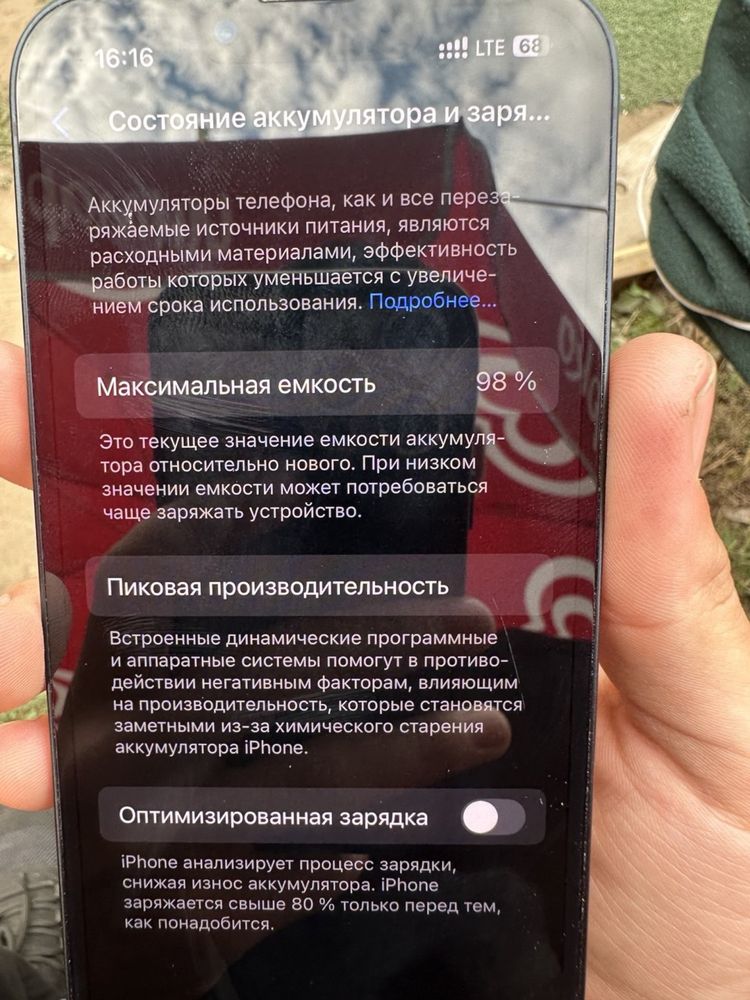 16:16
LTE 68
Состояние аккумулятора и заря...
Аккумуляторы телефона, как и все переза-
ряжаемые источники питания, являются
расходными материалами, эффективность
работы которых уменьшается с увеличе-
нием срока использования. Подробнее...
Максимальная емкость 98 %
Это текущее значение емкости аккумуля-
тора относительно нового. При низком
значении емкости может потребоваться
чаще заряжать устройство.
Пиковая производительность
Встроенные динамические программные
и аппаратные системы помогут в противо-
действии негативным факторам, влияющим
на производительность, которые становятся
заметными из-за химического старения
аккумулятора iPhone.
Оптимизированная зарядка
iPhone анализирует процесс зарядки,
снижая износ аккумулятора. iPhone
заряжается свыше 80 % только перед тем,
как понадобится.